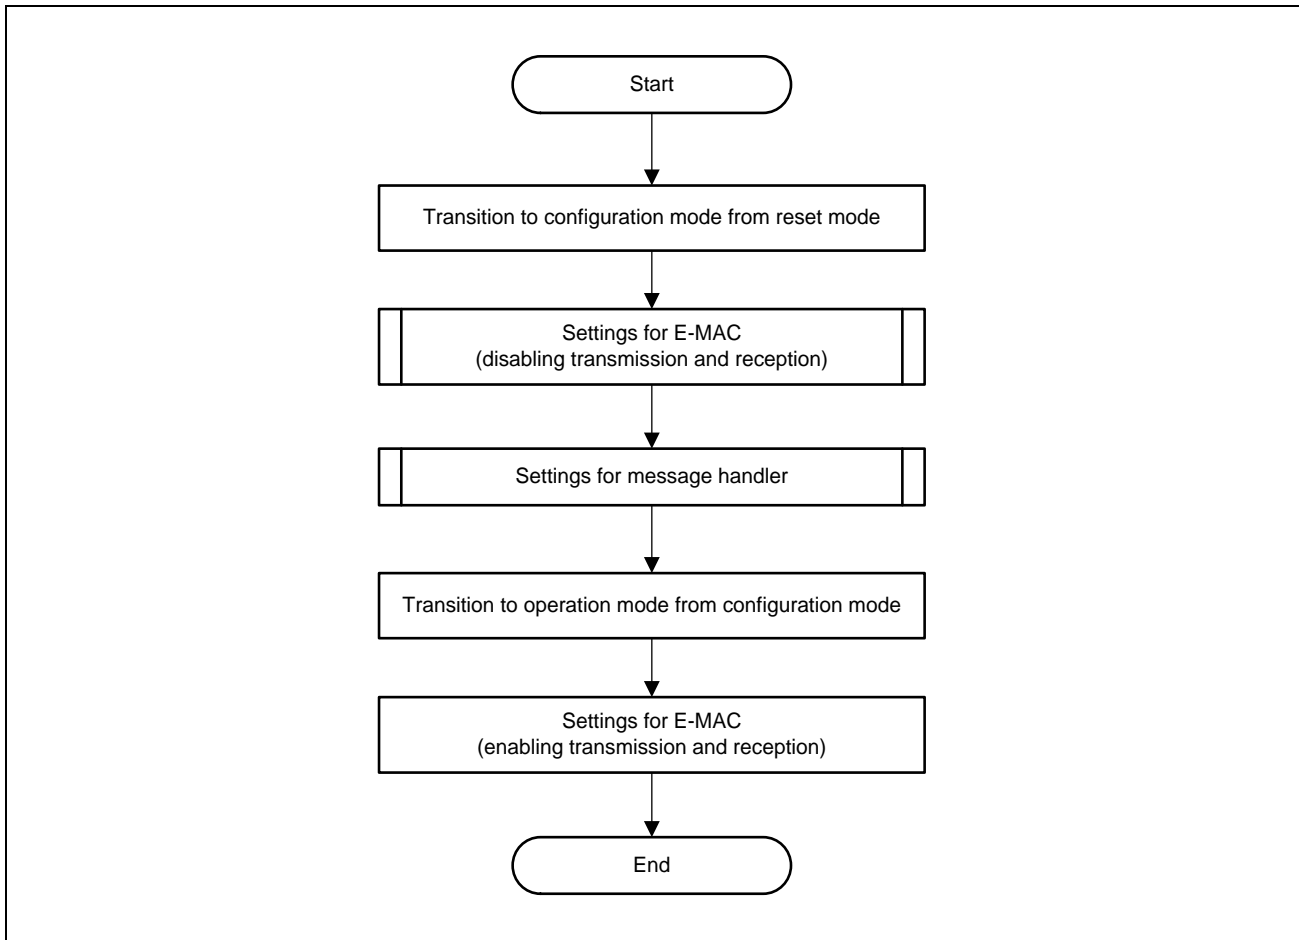 Start
Transition to configuration mode from reset mode
Settings for E-MAC
(disabling transmission and reception)
Settings for message handler
Transition to operation mode from configuration mode
Settings for E-MAC
(enabling transmission and reception)
End